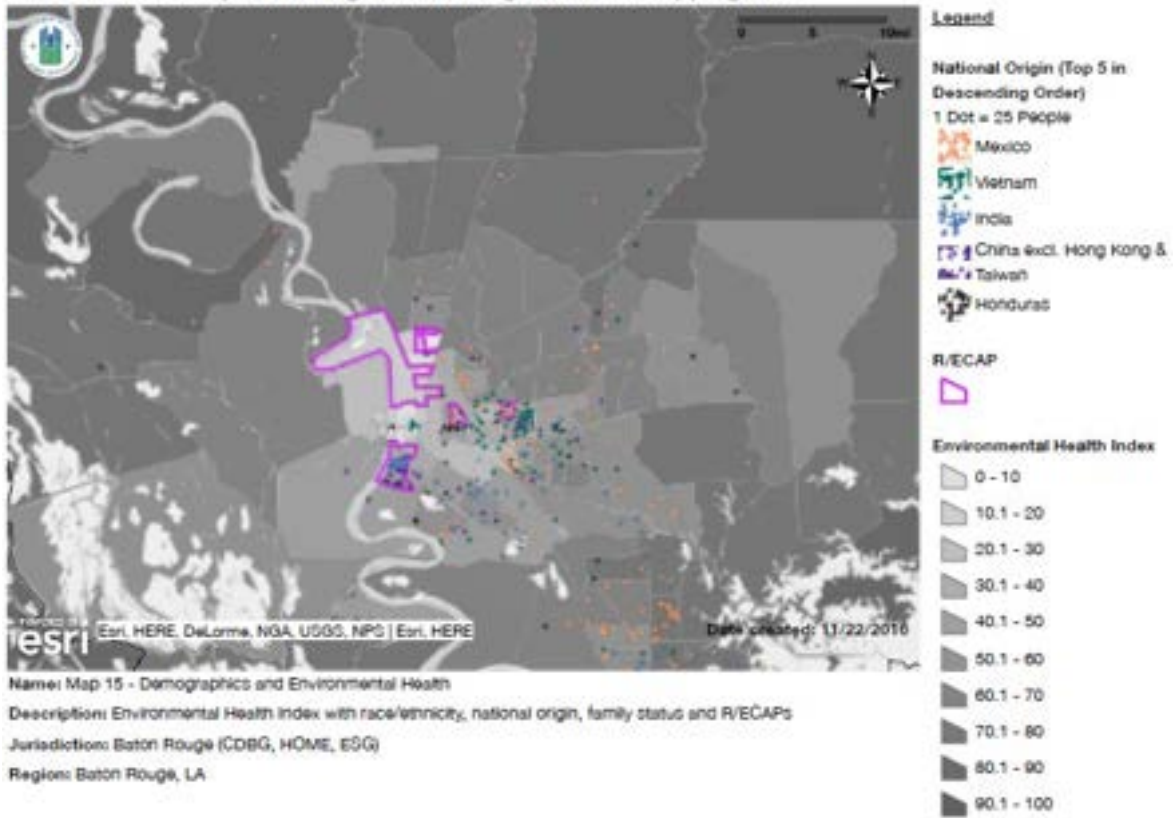 0 5 10mi
N
Date created: 11/22/2016
esri
Esri, HERE, DeLorme, NGA, USGS, NPS | Esri, HERE
Name: Map 15 - Demographics and Environmental Health
Description: Environmental Health Index with race/ethnicity, national origin, family status and R/ECAPs
Jurisdiction: Baton Rouge (CDBG, HOME, ESG)
Region: Baton Rouge, LA
Legend
National Origin (Top 5 in
Descending Order)
1 Dot = 25 People
Mexico
Vietnam
India
China excl. Hong Kong &
Taiwan
Honduras
R/ECAP
Environmental Health Index
0 - 10
10.1 - 20
20.1 - 30
30.1 - 40
40.1 - 50
50.1 - 60
60.1 - 70
70.1 - 80
80.1 - 90
90.1 - 100